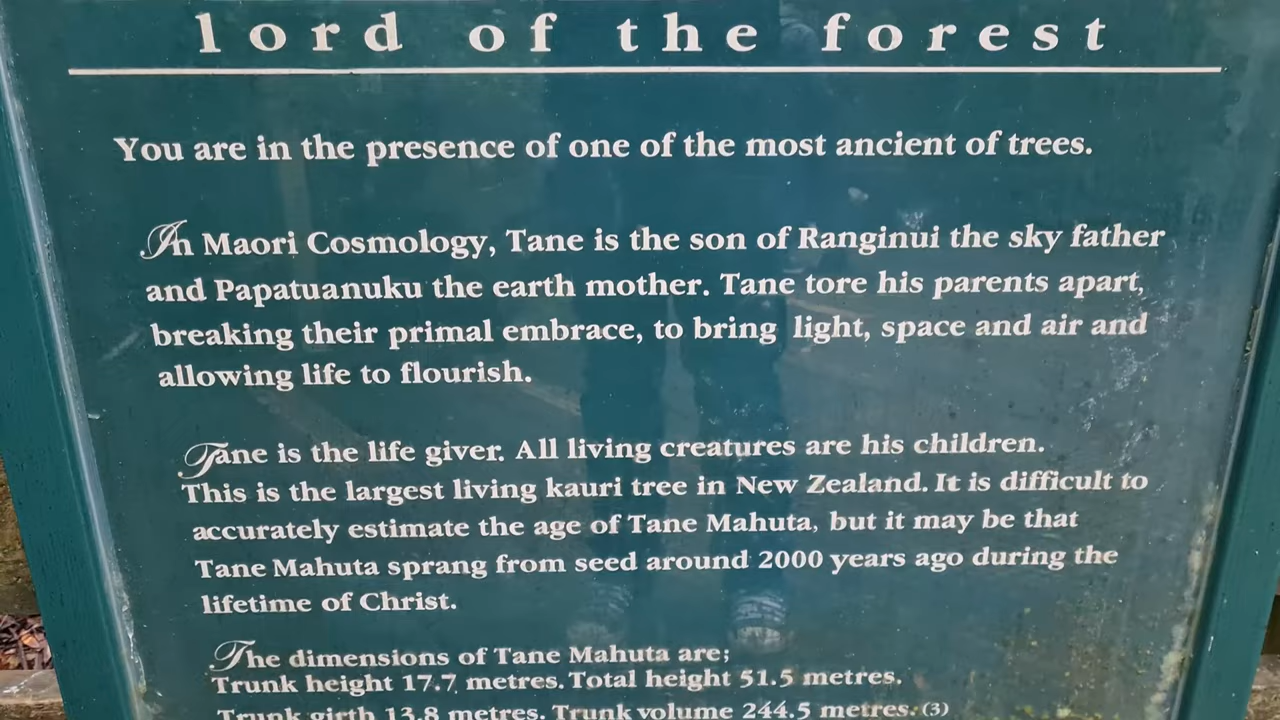 lord of the forest
You are in the presence of one of the most ancient of trees.
In Maori Cosmology, Tane is the son of Ranginui the sky father
and Papatuanuku the earth mother. Tane tore his parents apart,
breaking their primal embrace, to bring light, space and air and
allowing life to flourish.
Tane is the life giver. All living creatures are his children.
This is the largest living kauri tree in New Zealand. It is difficult to
accurately estimate the age of Tane Mahuta, but it may be that
Tane Mahuta sprang from seed around 2000 years ago during the
lifetime of Christ.
The dimensions of Tane Mahuta are;
Trunk height 17.7 metres. Total height 51.5 metres.
Trunk girth 13.8 metres. Trunk volume 244.5 metres. (3)